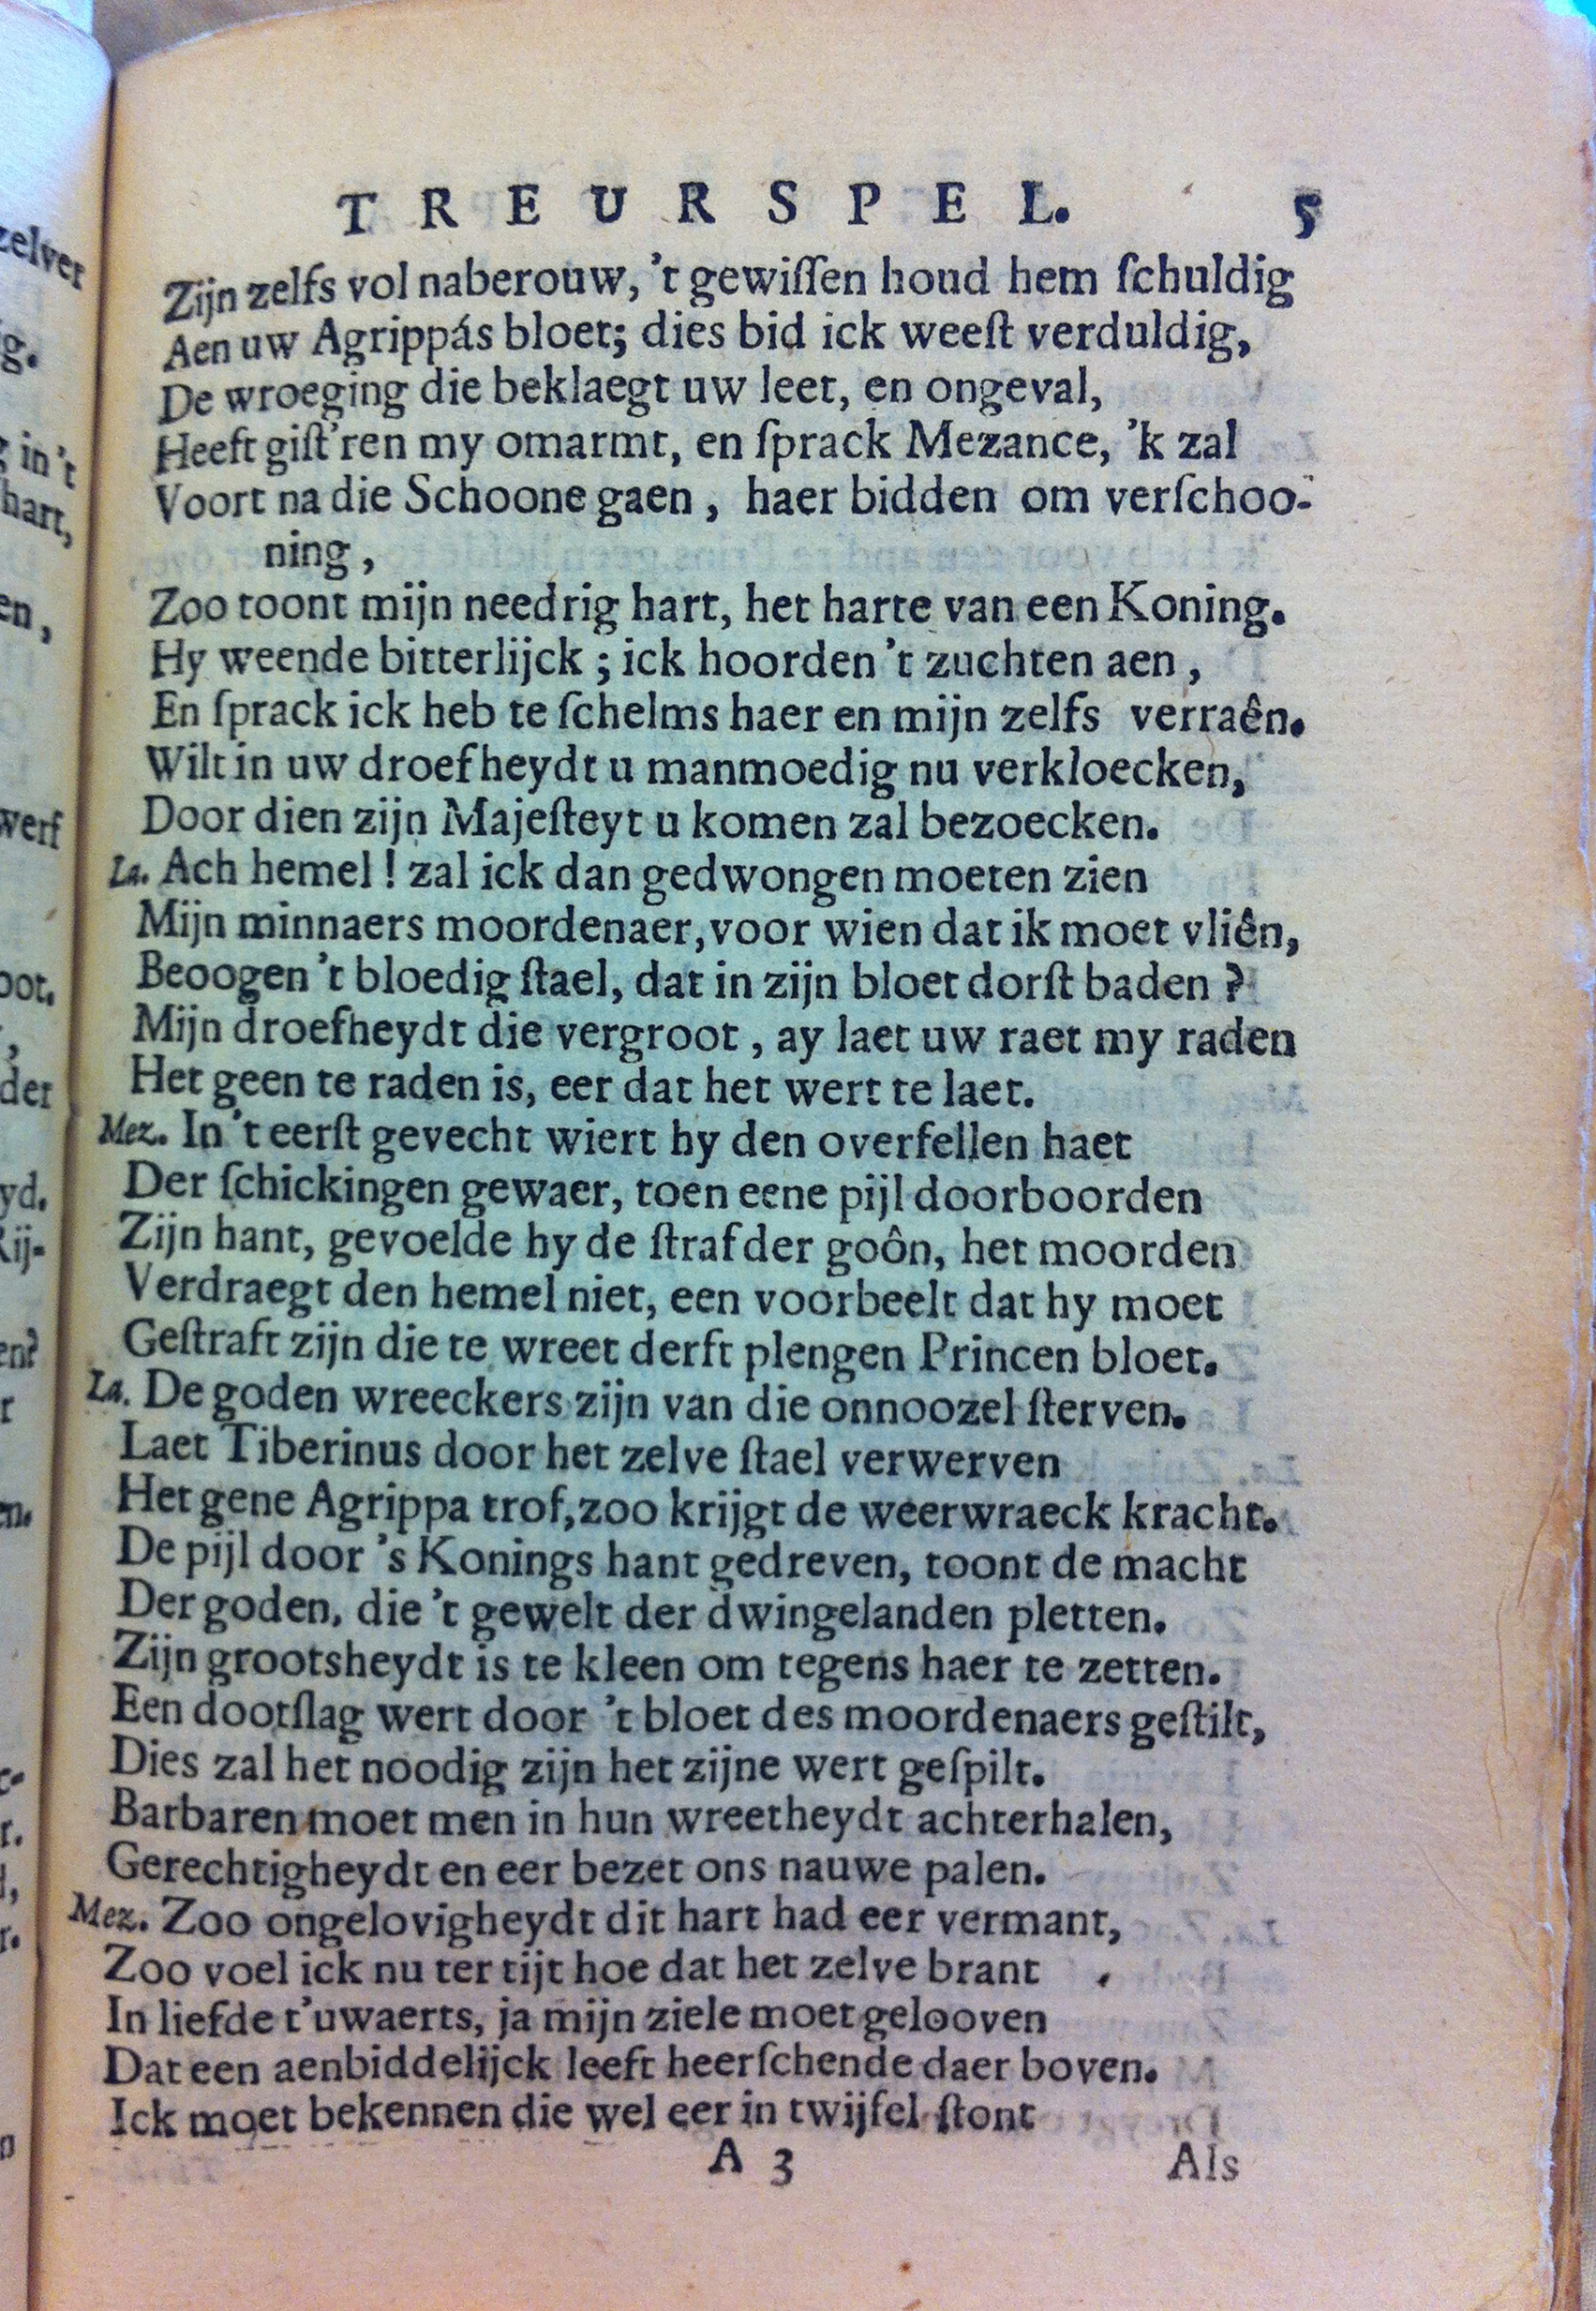 TREURSPEL. 5
Zijn zelfs vol naberouw, 't gewiſſen houd hem ſchuldig
Aen uw Agrippás bloet; dies bid ick weeſt verduldig,
De wroeging die beklaegt uw leet, en ongeval,
Heeft giſt'ren my omarmt, en ſprack Mezance, 'k zal
Voort na die Schoone gaen, haer bidden om verſchoo-
ning,
Zoo toont mijn needrig hart, het harte van een Koning.
Hy weende bitterlijck; ick hoorden 't zuchten aen,
En ſprack ick heb te ſchelms haer en mijn zelfs verraên.
Wilt in uw droefheydt u manmoedig nu verkloecken,
Door dien zijn Majeſteyt u komen zal bezoecken.
La. Ach hemel! zal ick dan gedwongen moeten zien
Mijn minnaers moordenaer, voor wien dat ik moet vliên,
Beoogen 't bloedig ſtael, dat in zijn bloet dorſt baden?
Mijn droefheydt die vergroot, ay laet uw raet my raden
Het geen te raden is, eer dat het wert te laet.
Mez. In 't eerſt gevecht wiert hy den overfellen haet
Der ſchickingen gewaer, toen eene pijl doorboorden
Zijn hant, gevoelde hy de ſtraf der goôn, het moorden
Verdraegt den hemel niet, een voorbeelt dat hy moet
Geſtraft zijn die te wreet derft plengen Princen bloet.
La. De goden wreeckers zijn van die onnoozel ſterven.
Laet Tiberinus door het zelve ſtael verwerven
Het gene Agrippa trof, zoo krijgt de weerwraeck kracht.
De pijl door 's Konings hant gedreven, toont de macht
Der goden, die 't gewelt der dwingelanden pletten.
Zijn grootsheydt is te kleen om tegens haer te zetten.
Een dootſlag wert door 't bloet des moordenaers geſtilt,
Dies zal het noodig zijn het zijne wert geſpilt.
Barbaren moet men in hun wreetheydt achterhalen,
Gerechtigheydt en eer bezet ons nauwe palen.
Mez. Zoo ongelovigheydt dit hart had eer vermant,
Zoo voel ick nu ter tijt hoe dat het zelve brant
In liefde t'uwaerts, ja mijn ziele moet gelooven
Dat een aenbiddelijck leeft heerſchende daer boven.
Ick moet bekennen die wel eer in twijfel ſtont
A 3 Als